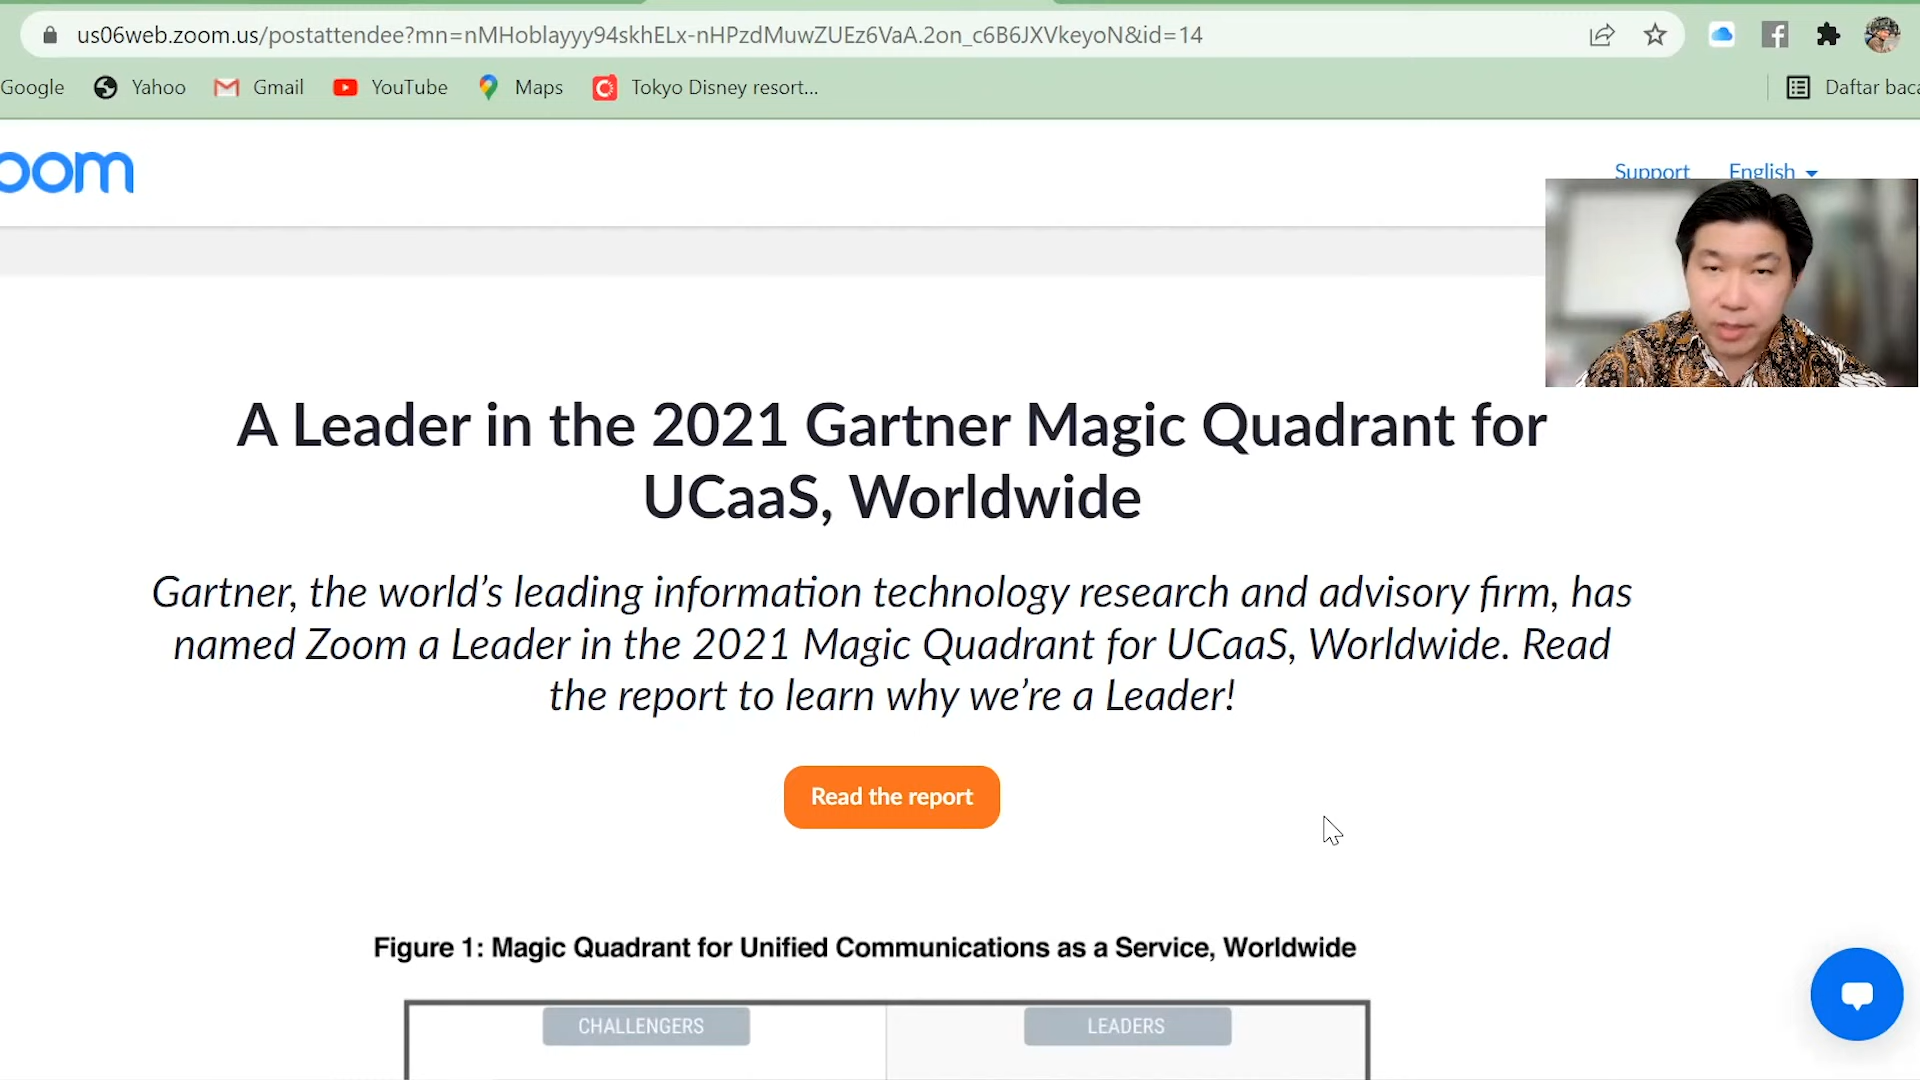 us06web.zoom.us/postattendee?mn=nMHoblayyy94skhELx-nHPzdMuwZUEz6VaA.2on_c6B6JXVkeyoN&id=14
Google Yahoo Gmail YouTube Maps Tokyo Disney resort... Daftar baca
oom
Support English
A Leader in the 2021 Gartner Magic Quadrant for
UCaaS, Worldwide
Gartner, the world’s leading information technology research and advisory firm, has
named Zoom a Leader in the 2021 Magic Quadrant for UCaaS, Worldwide. Read
the report to learn why we’re a Leader!
Read the report
Figure 1: Magic Quadrant for Unified Communications as a Service, Worldwide
CHALLENGERS LEADERS